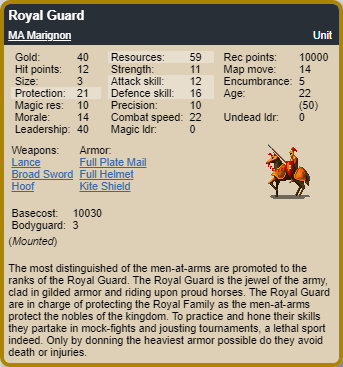 Royal Guard
MA Marignon Unit
Gold: 40 Resources: 59 Rec points: 10000
Hit points: 12 Strength: 11 Map move: 14
Size: 3 Attack skill: 12 Encumbrance: 5
Protection: 21 Defence skill: 16 Age: 22
Magic res: 10 Precision: 10 (50)
Morale: 14 Combat speed: 22 Undead ldr: 0
Leadership: 40 Magic ldr: 0
Weapons: Armor:
Lance Full Plate Mail
Broad Sword Full Helmet
Hoof Kite Shield
Basecost: 10030
Bodyguard: 3
(Mounted)
The most distinguished of the men-at-arms are promoted to the
ranks of the Royal Guard. The Royal Guard is the jewel of the army,
clad in gilded armor and riding upon proud horses. The Royal Guard
are in charge of protecting the Royal Family as the men-at-arms
protect the nobles of the kingdom. To practice and hone their skills
they partake in mock-fights and jousting tournaments, a lethal sport
indeed. Only by donning the heaviest armor possible do they avoid
death or injuries.